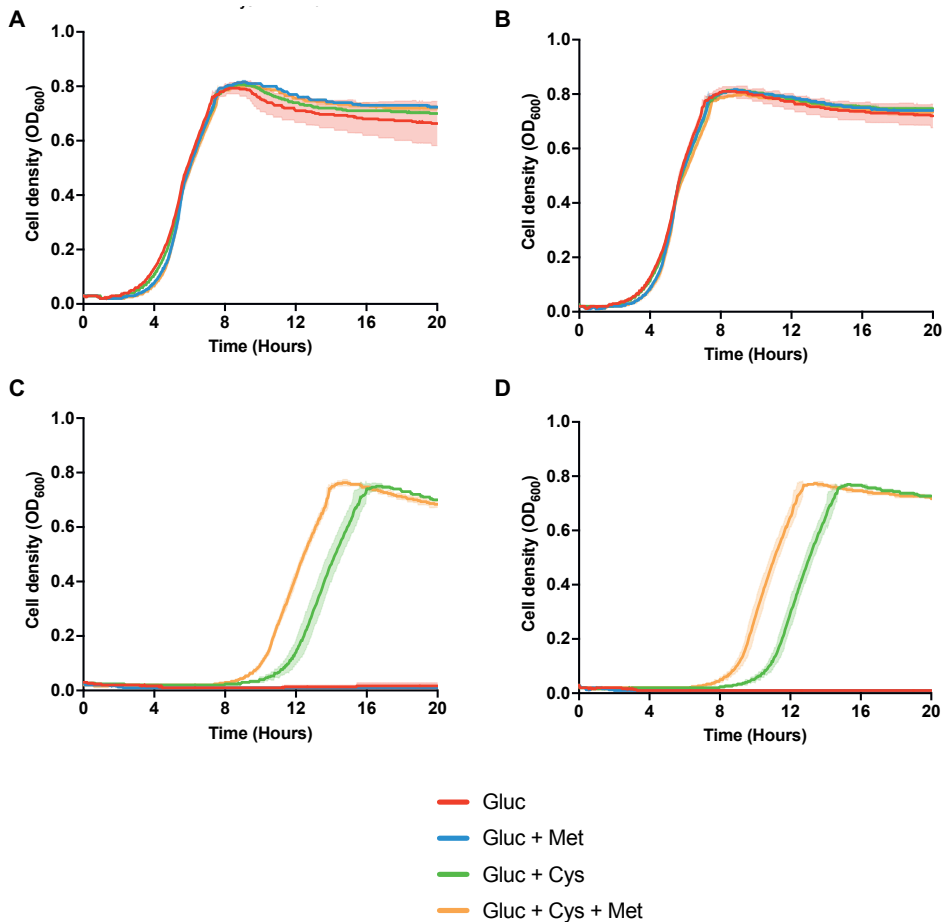 A
B
Cell density (OD600)
1.0
0.8
0.6
0.4
0.2
0.0
0 4 8 12 16 20
Time (Hours)
Cell density (OD600)
1.0
0.8
0.6
0.4
0.2
0.0
0 4 8 12 16 20
Time (Hours)
C
D
Cell density (OD600)
1.0
0.8
0.6
0.4
0.2
0.0
0 4 8 12 16 20
Time (Hours)
Cell density (OD600)
1.0
0.8
0.6
0.4
0.2
0.0
0 4 8 12 16 20
Time (Hours)
Gluc
Gluc + Met
Gluc + Cys
Gluc + Cys + Met